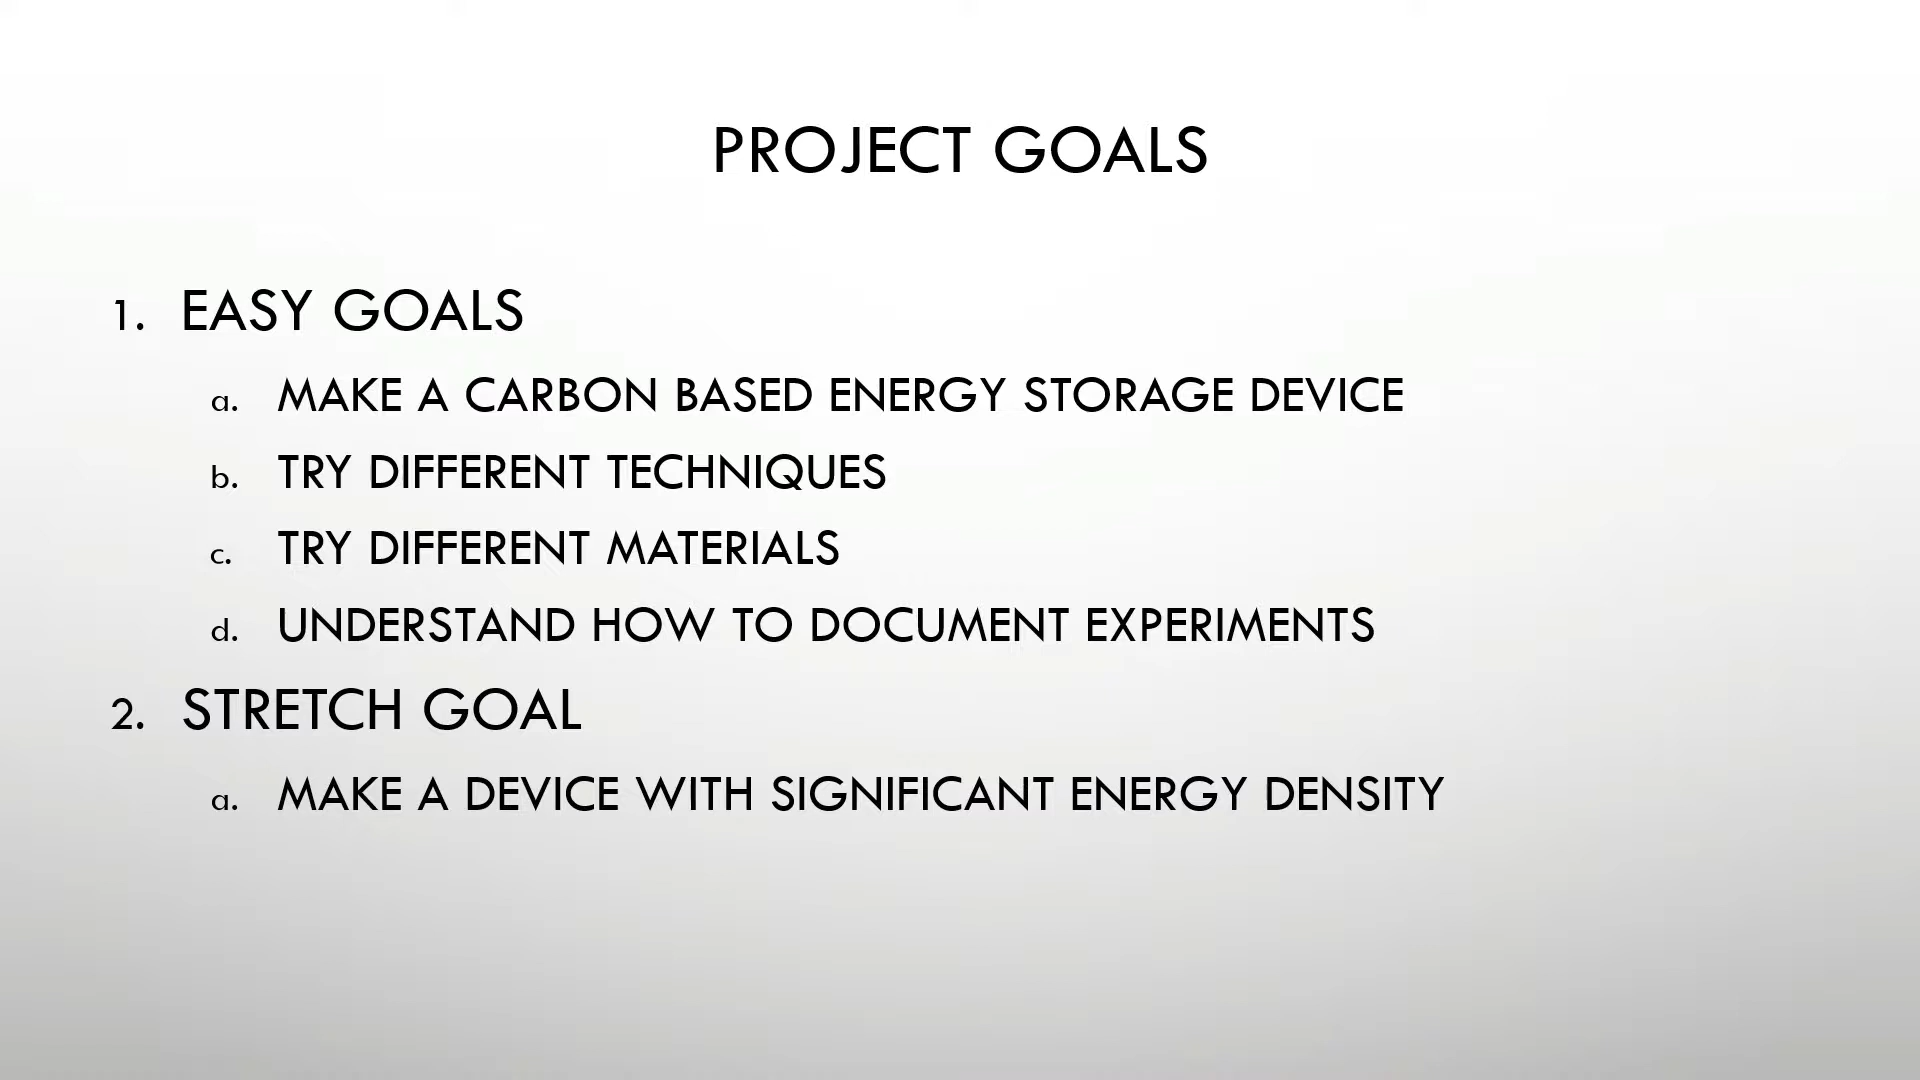 PROJECT GOALS
1. EASY GOALS
a. MAKE A CARBON BASED ENERGY STORAGE DEVICE
b. TRY DIFFERENT TECHNIQUES
c. TRY DIFFERENT MATERIALS
d. UNDERSTAND HOW TO DOCUMENT EXPERIMENTS
2. STRETCH GOAL
a. MAKE A DEVICE WITH SIGNIFICANT ENERGY DENSITY